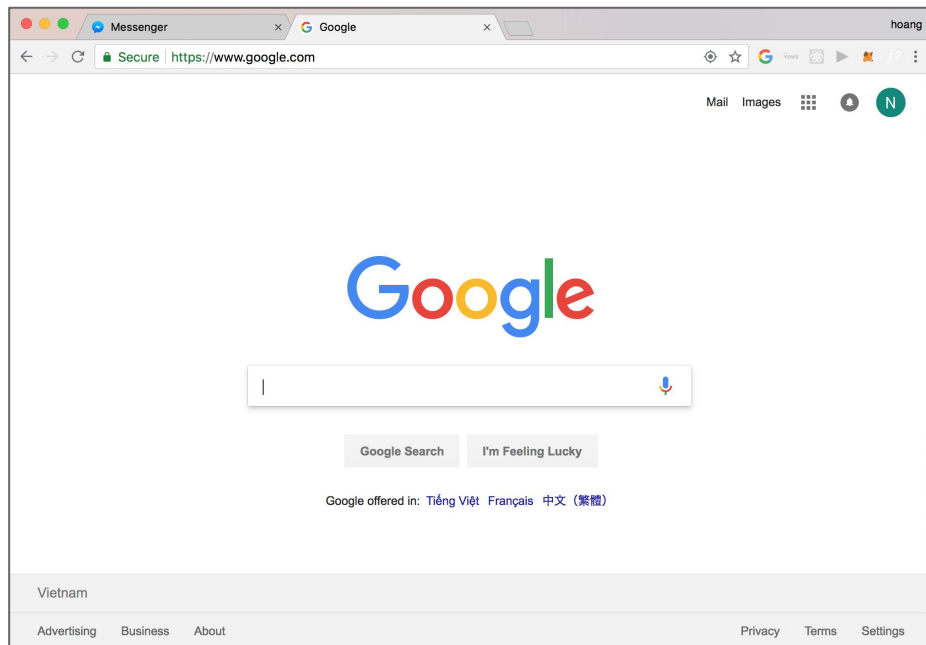 Messenger
Google
hoang
Secure https://www.google.com
Mail Images N
Google
Google Search I'm Feeling Lucky
Google offered in: Tiếng Việt Français 中文（繁體）
Vietnam
Advertising Business About Privacy Terms Settings